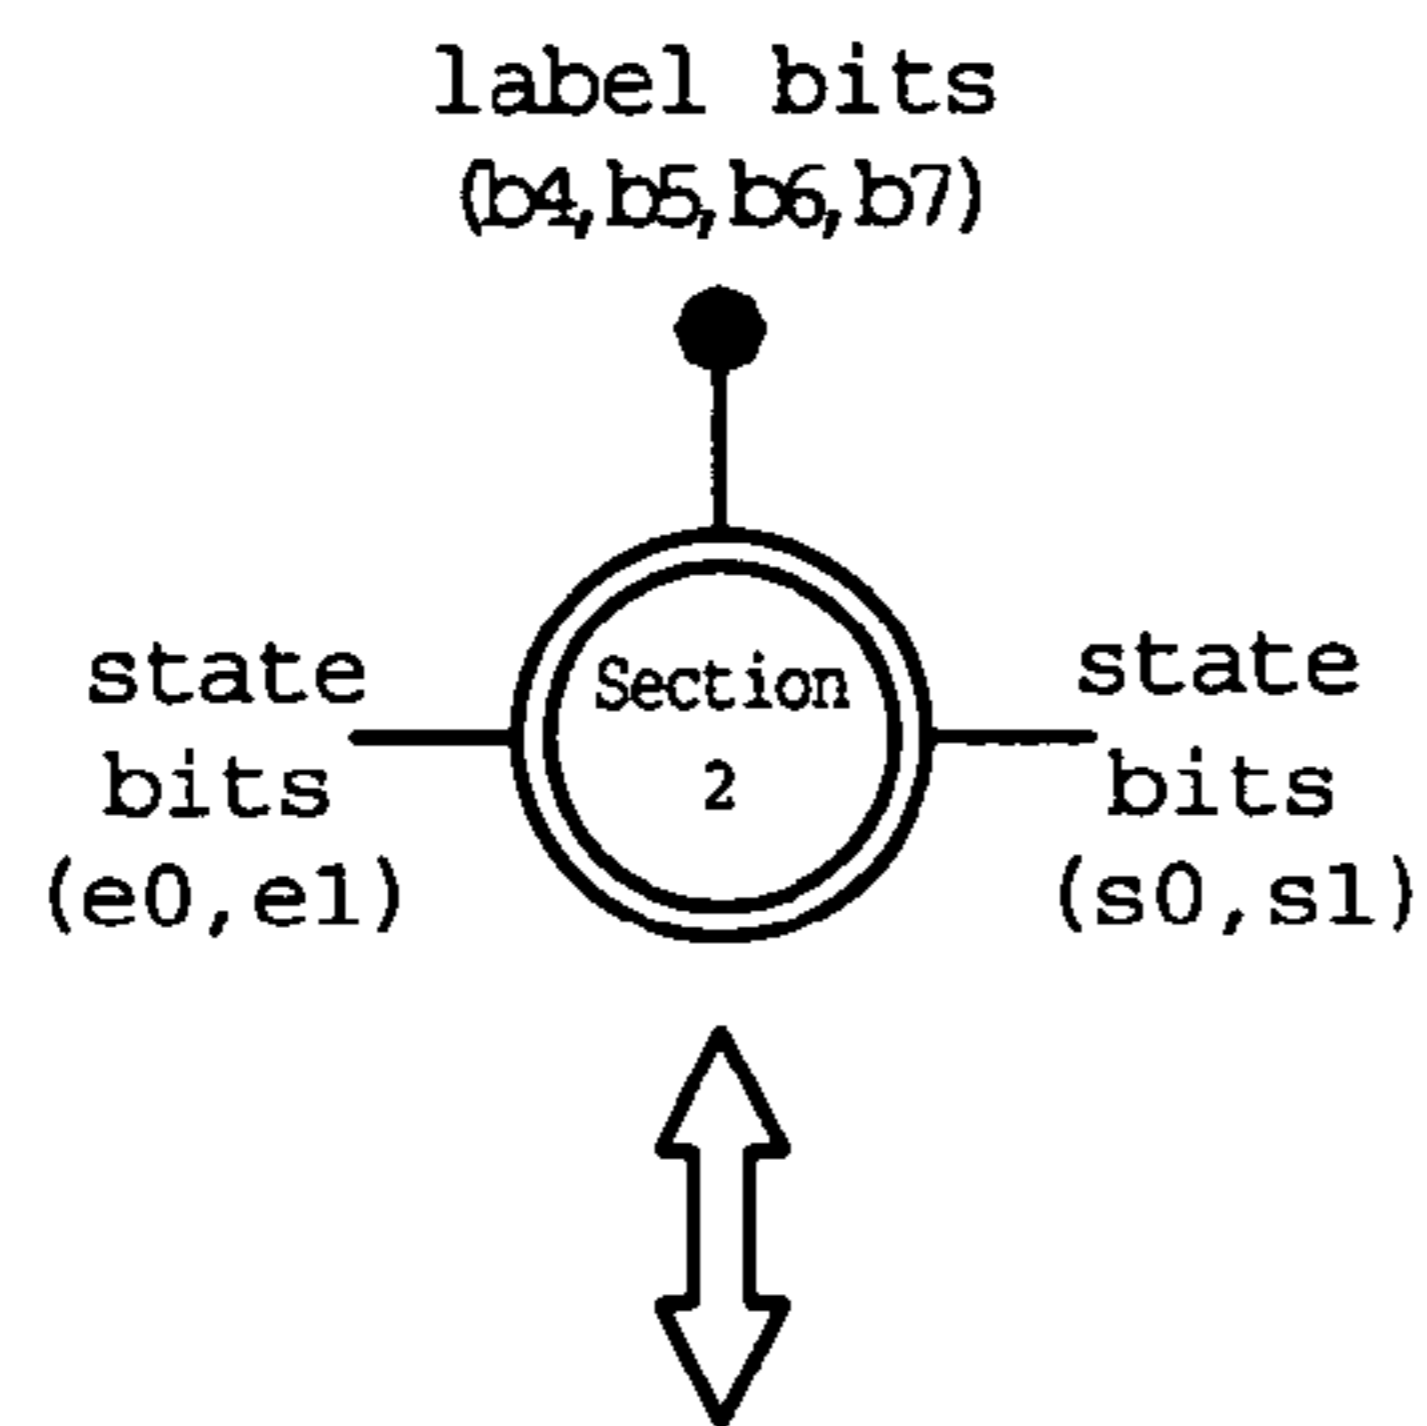 label bits
(b4,b5,b6,b7)
state
bits
(e0,e1)
Section
2
state
bits
(s0,s1)